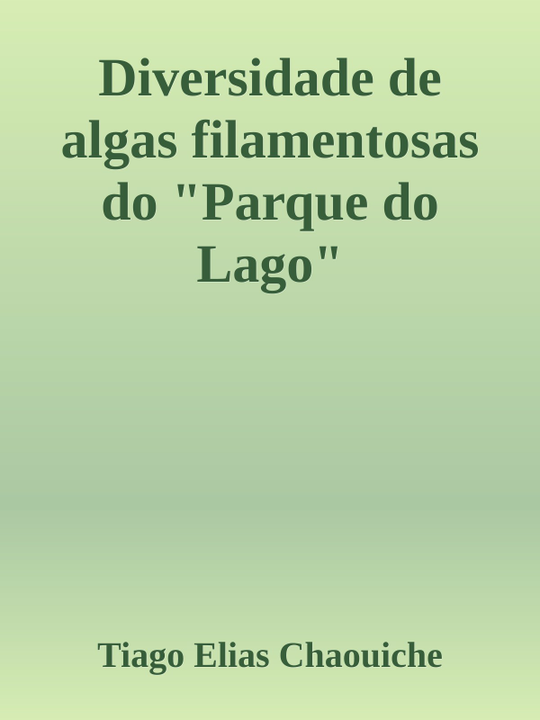 Diversidade de
algas filamentosas
do "Parque do
Lago"
Tiago Elias Chaouiche